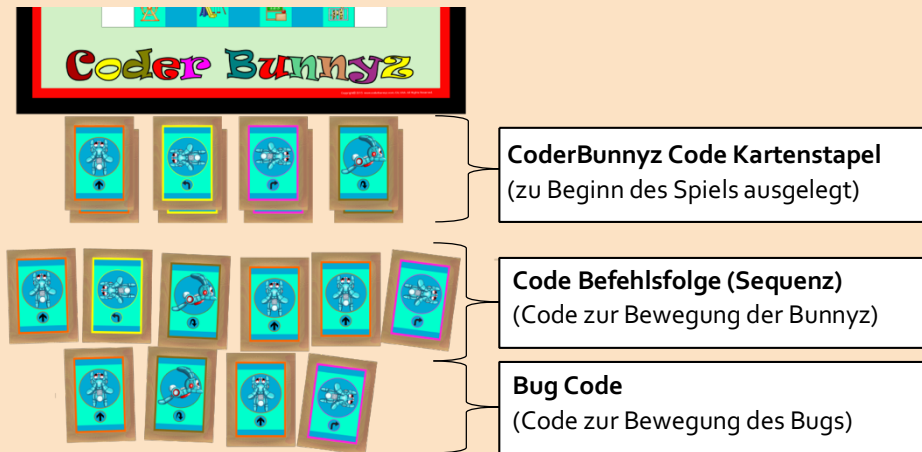 Coder Bunnyz
CoderBunnyz Code Kartenstapel
(zu Beginn des Spiels ausgelegt)
Code Befehlsfolge (Sequenz)
(Code zur Bewegung der Bunnyz)
Bug Code
(Code zur Bewegung des Bugs)